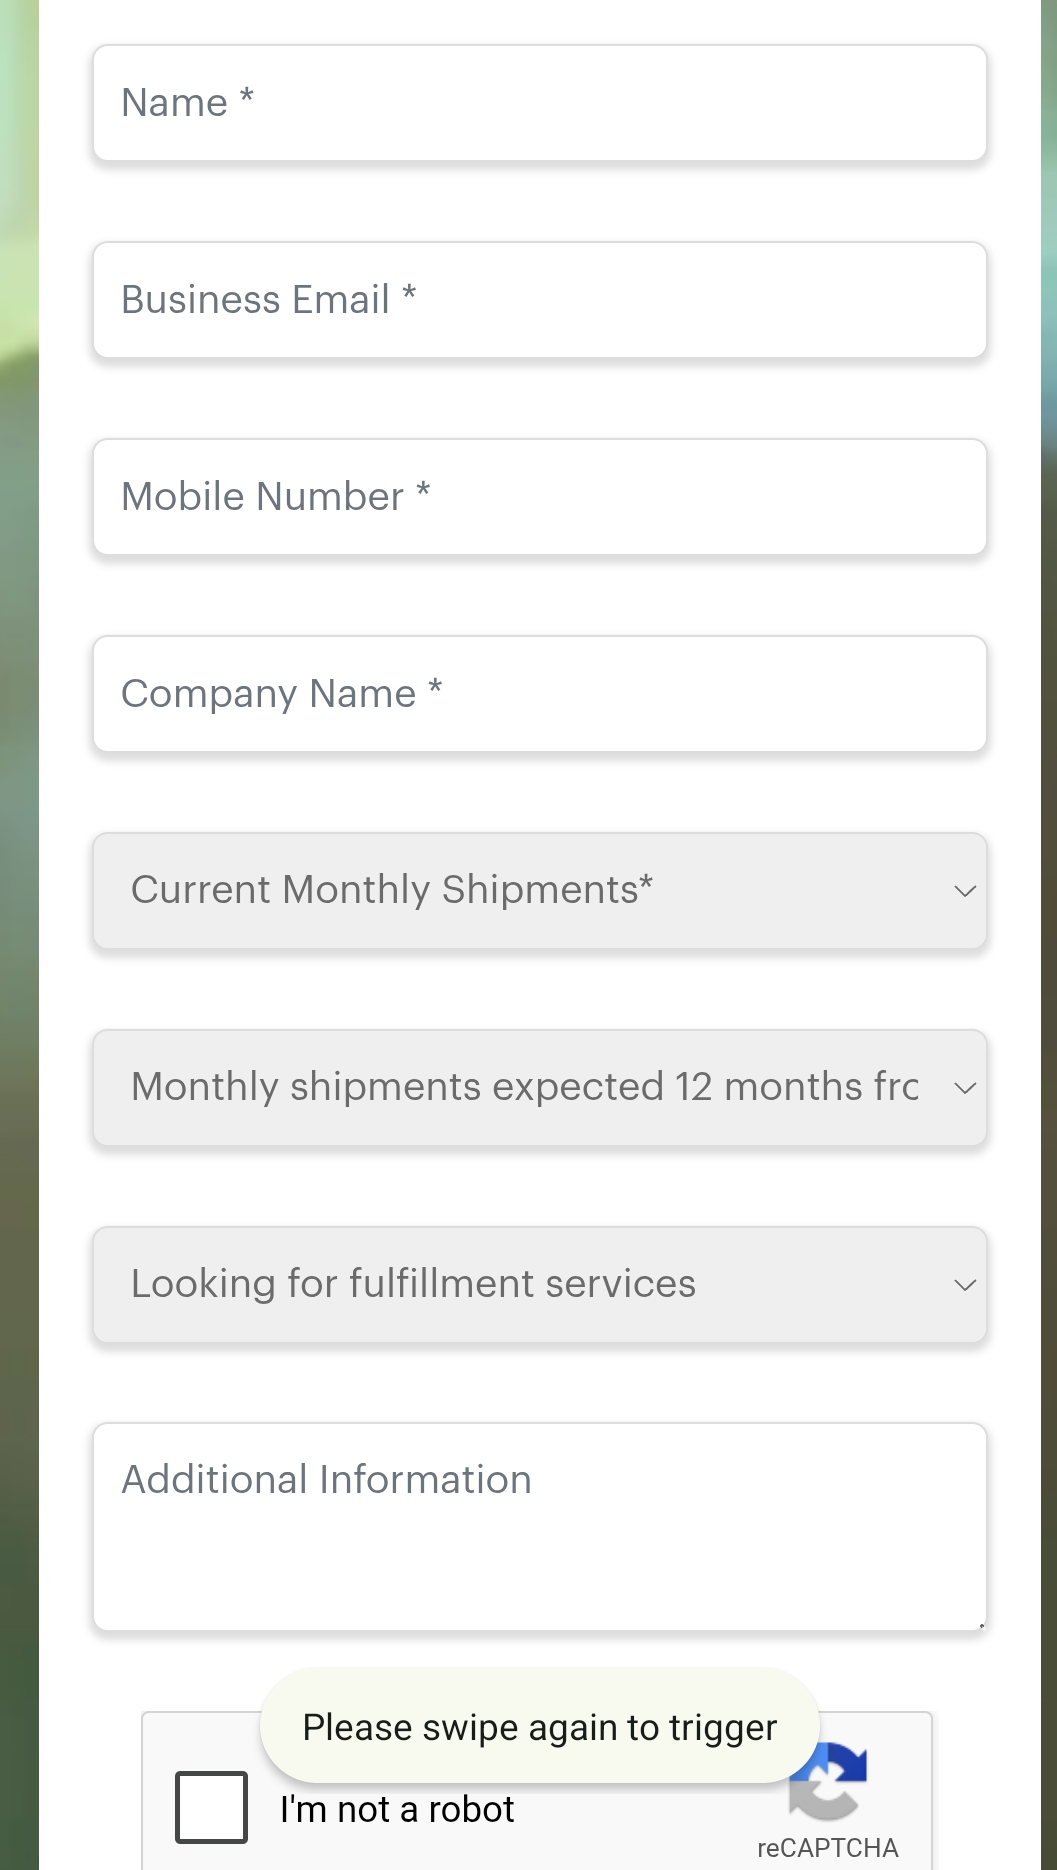 Name *
Business Email *
Mobile Number *
Company Name *
Current Monthly Shipments*
Monthly shipments expected 12 months
Looking for fulfillment services
Additional Information
Please swipe again to trigger
I'm not a robot
reCAPTCHA